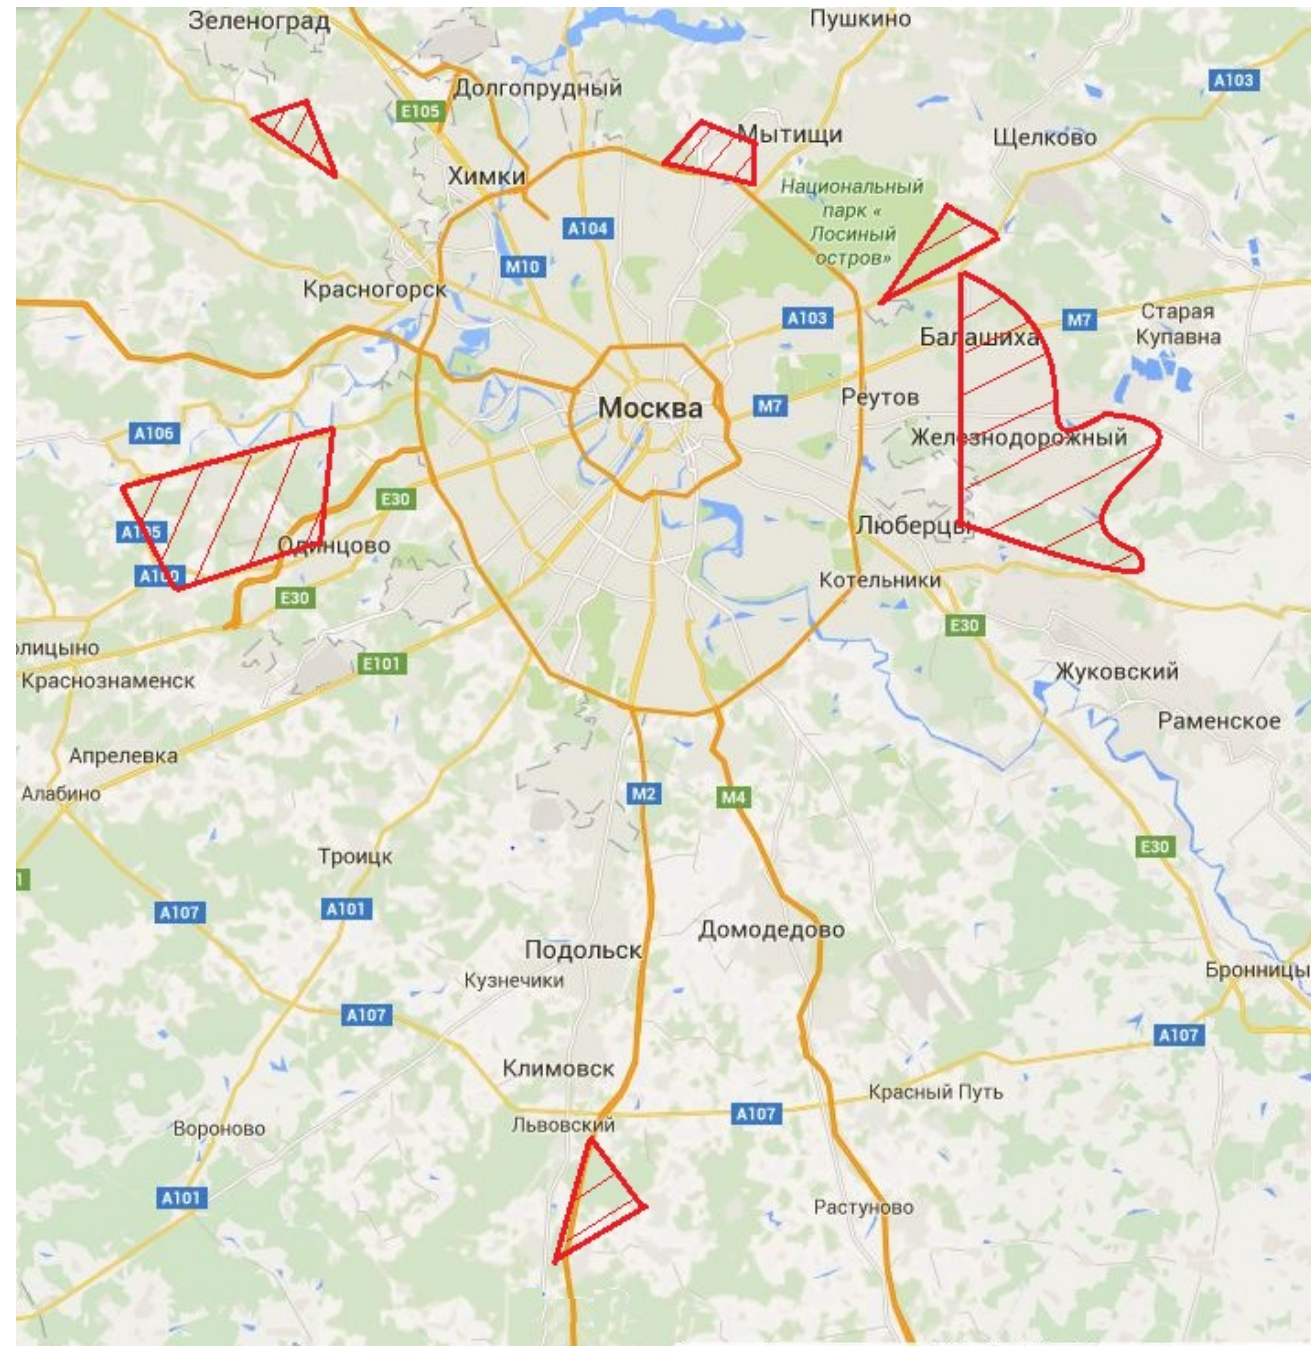 Зеленоград
Пушкино
A103
Долгопрудный
E105
Мытищи
Щелково
Химки
Национальный
парк «
Лосиный
остров»
A104
M10
Красногорск
A103
M7
Старая
Купавна
Балашиха
Реутов
M7
Москва
A106
Железнодорожный
E30
A105
Люберцы
Одинцово
A100
Котельники
E30
E30
олицыно
E101
Жуковский
Краснознаменск
Раменское
Апрелевка
Алабино
M2
M4
E30
Троицк
1
A107
A101
Домодедово
Подольск
Кузнечики
Бронницы
A107
A107
Климовск
Красный Путь
A107
Львовский
Вороново
A101
Растуново